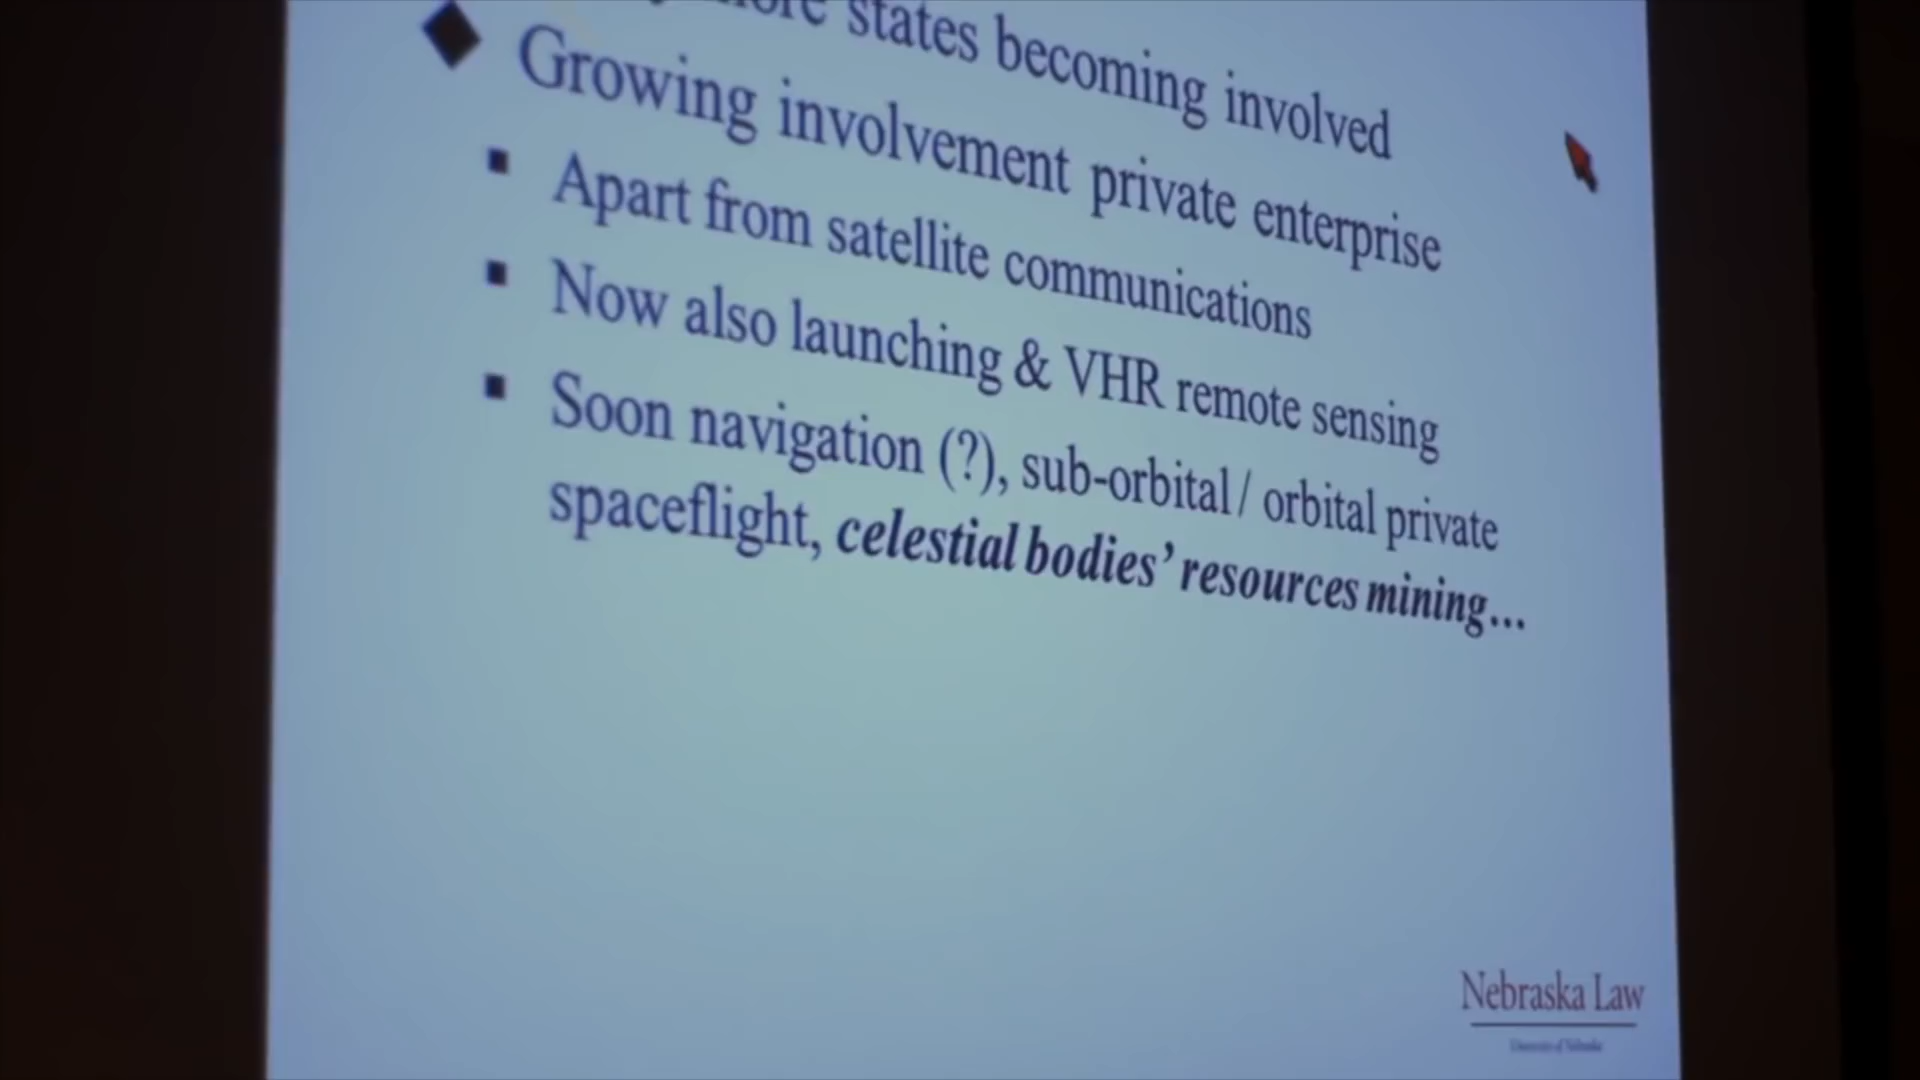 states becoming involved
Growing involvement private enterprise
Apart from satellite communications
Now also launching & VHR remote sensing
Soon navigation (?), sub-orbital / orbital private
spaceflight, celestial bodies’ resources mining...
Nebraska Law